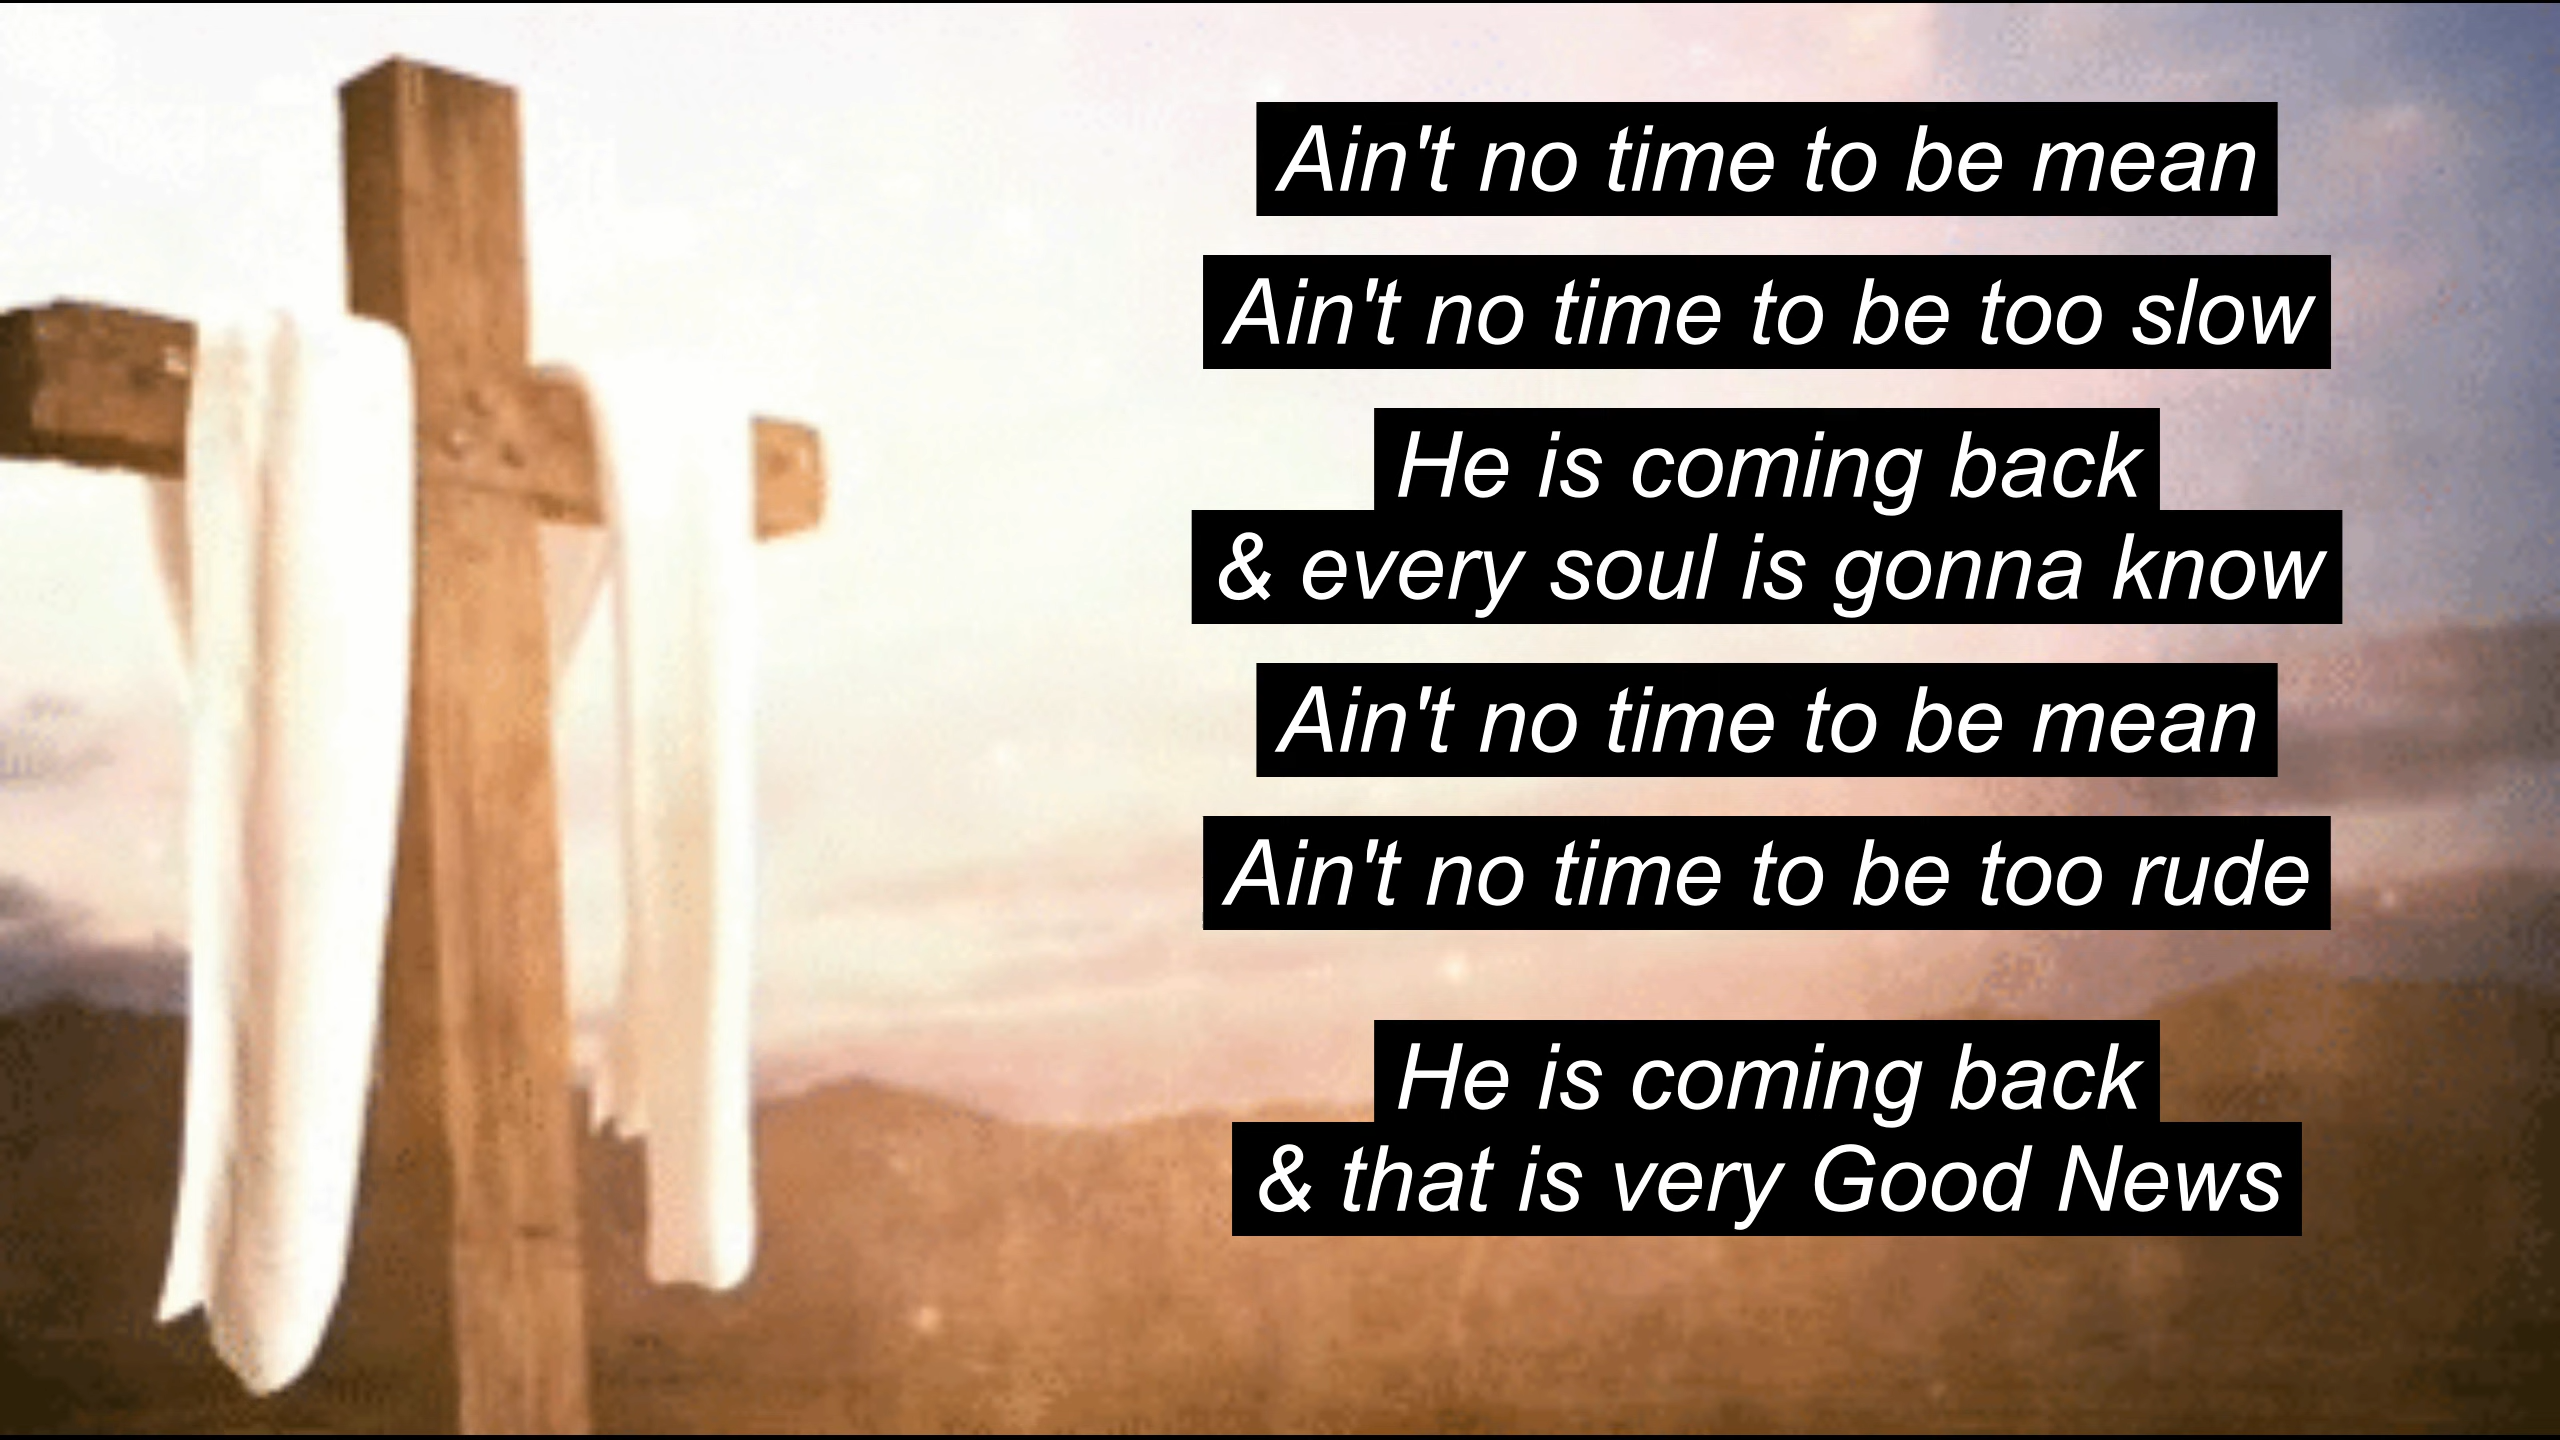 Ain't no time to be mean
Ain't no time to be too slow
He is coming back
& every soul is gonna know
Ain't no time to be mean
Ain't no time to be too rude
He is coming back
& that is very Good News